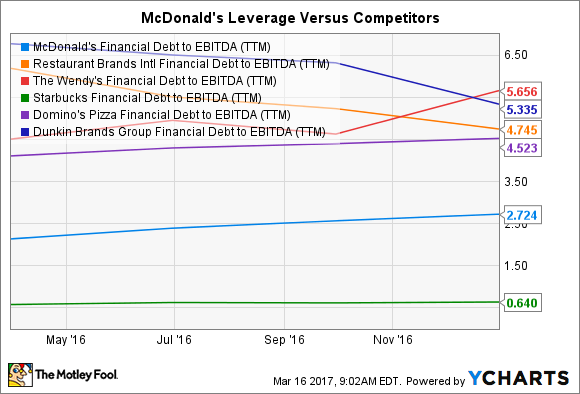 McDonald's Leverage Versus Competitors
McDonald's Financial Debt to EBITDA (TTM)
Restaurant Brands Intl Financial Debt to EBITDA (TTM)
The Wendy's Financial Debt to EBITDA (TTM)
Starbucks Financial Debt to EBITDA (TTM)
Domino's Pizza Financial Debt to EBITDA (TTM)
Dunkin Brands Group Financial Debt to EBITDA (TTM)
6.50
5.656
5.335
4.745
4.523
3.50
2.724
2.50
1.50
0.640
May '16 Jul '16 Sep '16 Nov '16
The Motley Fool.
Mar 16 2017, 9:02AM EDT. Powered by YCHARTS